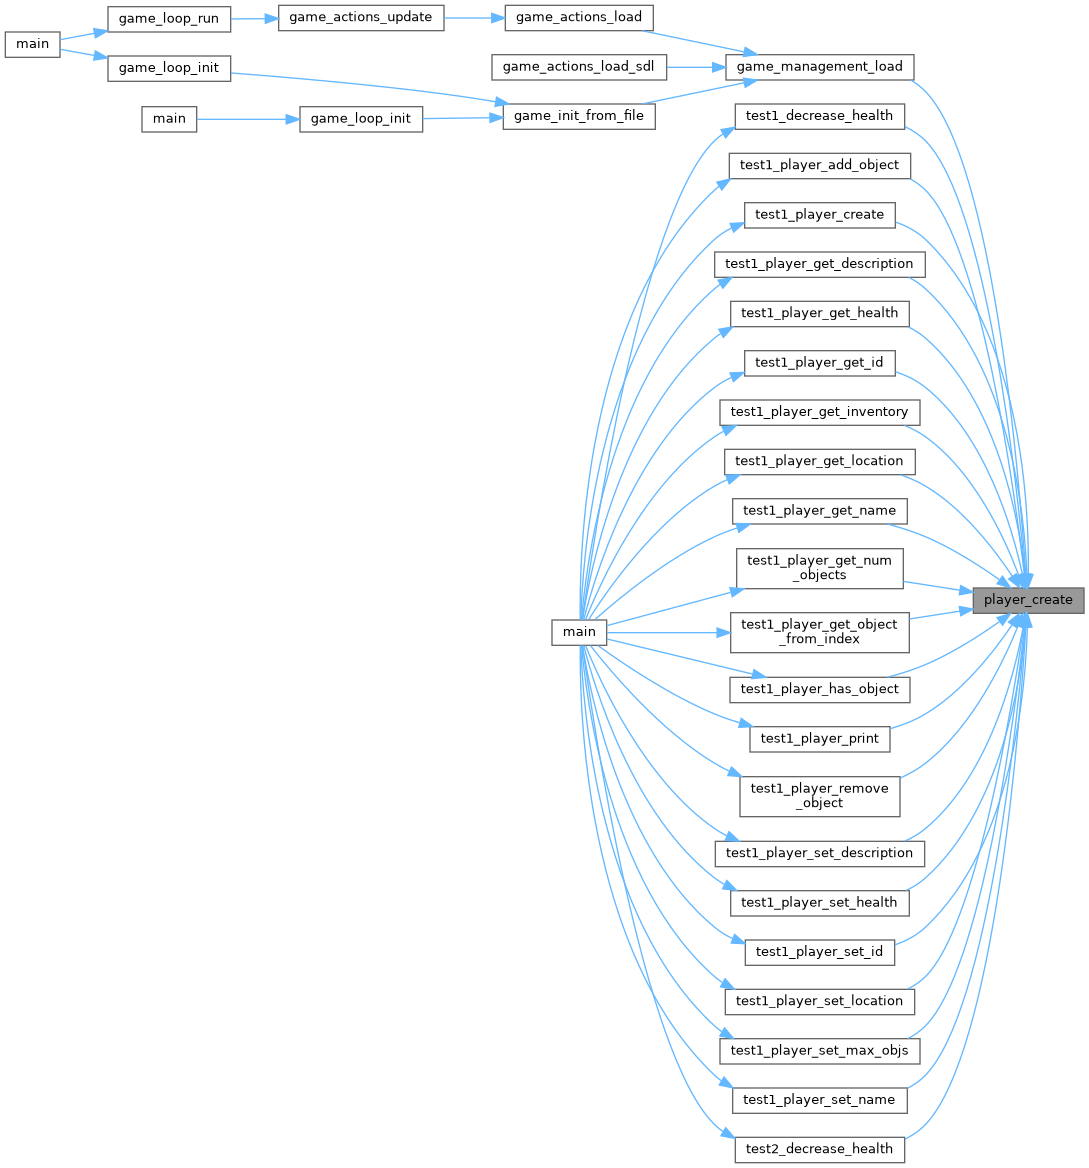 game_loop_run
game_actions_update
game_actions_load
main
game_loop_init
game_actions_load_sdl
game_management_load
main
game_loop_init
game_init_from_file
test1_decrease_health
test1_player_add_object
test1_player_create
test1_player_get_description
test1_player_get_health
test1_player_get_id
test1_player_get_inventory
test1_player_get_location
test1_player_get_name
test1_player_get_num
_objects
player_create
main
test1_player_get_object
_from_index
test1_player_has_object
test1_player_print
test1_player_remove
_object
test1_player_set_description
test1_player_set_health
test1_player_set_id
test1_player_set_location
test1_player_set_max_objs
test1_player_set_name
test2_decrease_health